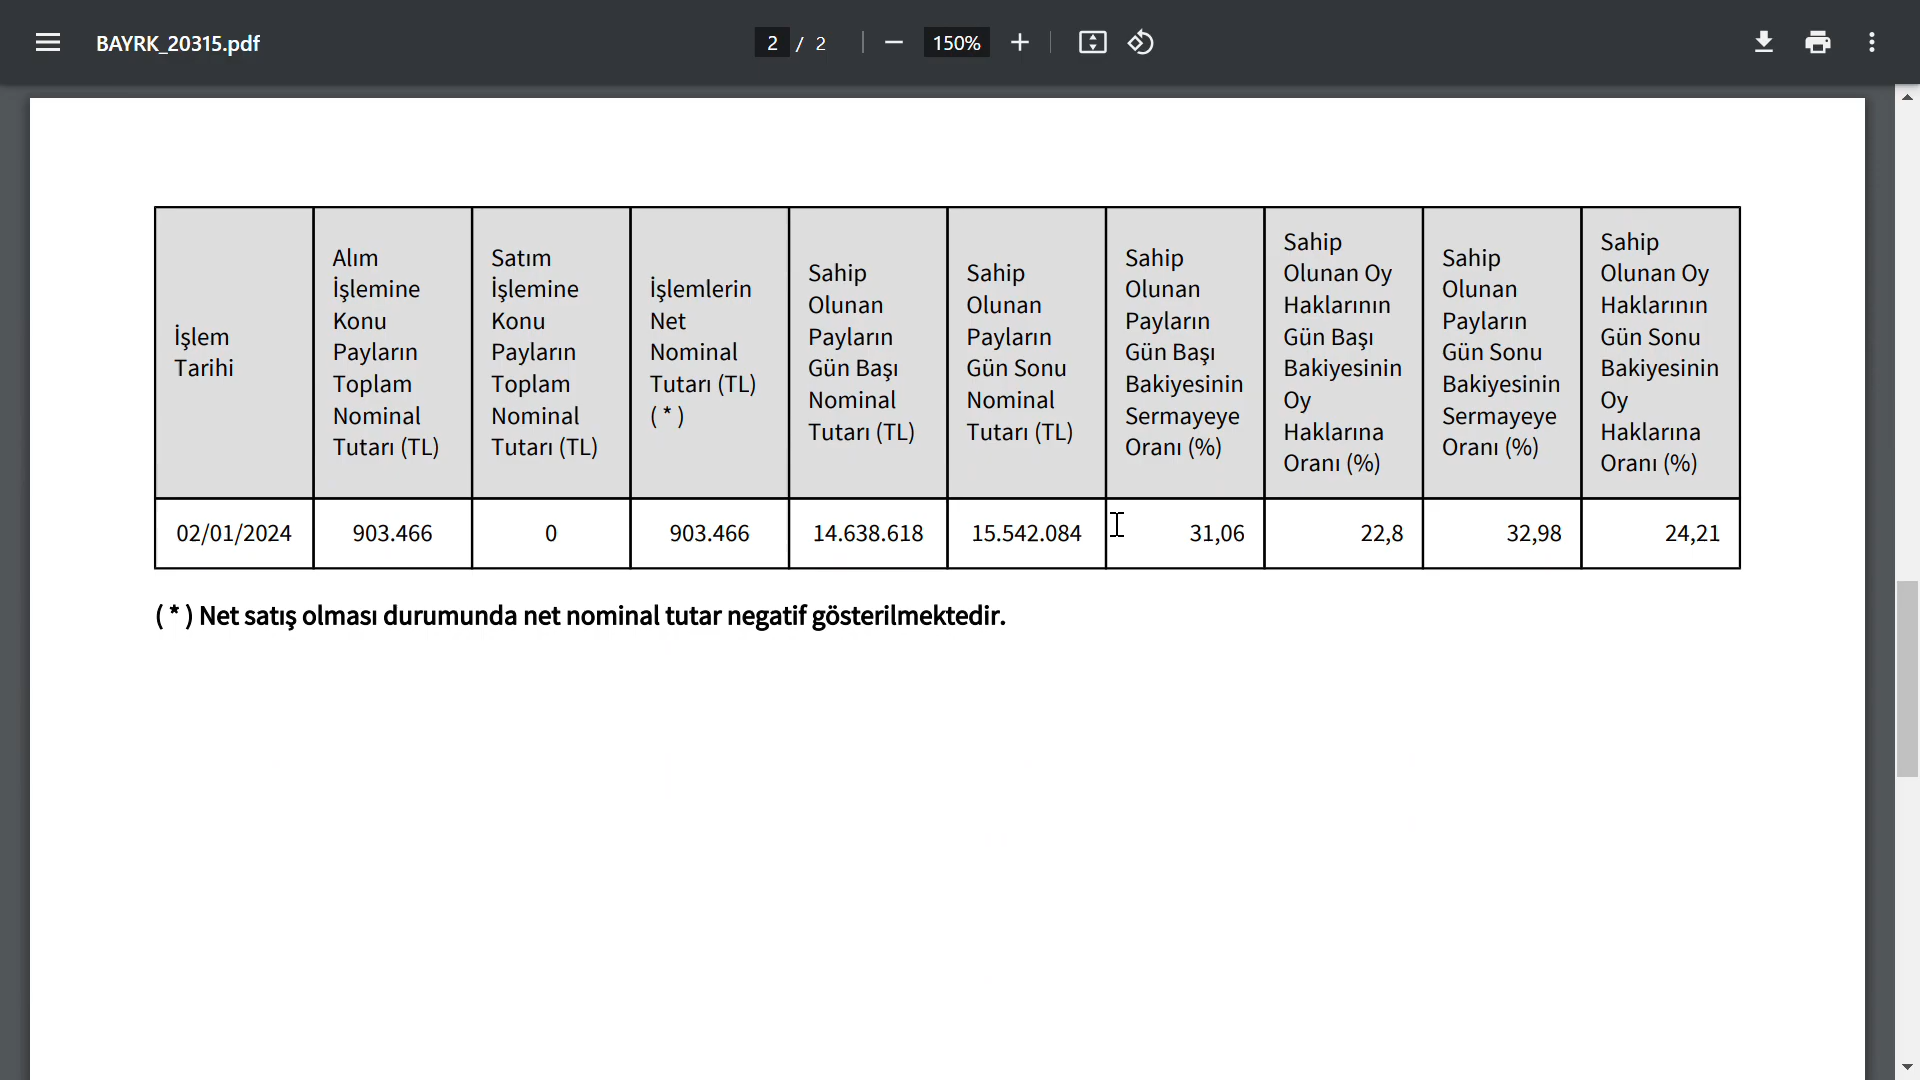 BAYRK_20315.pdf
2 / 2
150%
İşlem
Tarihi
Alım
İşlemine
Konu
Payların
Toplam
Nominal
Tutarı (TL)
Satım
İşlemine
Konu
Payların
Toplam
Nominal
Tutarı (TL)
İşlemlerin
Net
Nominal
Tutarı (TL)
( * )
Sahip
Olunan
Payların
Gün Başı
Nominal
Tutarı (TL)
Sahip
Olunan
Payların
Gün Sonu
Nominal
Tutarı (TL)
Sahip
Olunan
Payların
Gün Başı
Bakiyesinin
Sermayeye
Oranı (%)
Sahip
Olunan Oy
Haklarının
Gün Başı
Bakiyesinin
Oy
Haklarına
Oranı (%)
Sahip
Olunan
Payların
Gün Sonu
Bakiyesinin
Sermayeye
Oranı (%)
Sahip
Olunan Oy
Haklarının
Gün Sonu
Bakiyesinin
Oy
Haklarına
Oranı (%)
02/01/2024 903.466 0 903.466 14.638.618 15.542.084 31,06 22,8 32,98 24,21
( * ) Net satış olması durumunda net nominal tutar negatif gösterilmektedir.